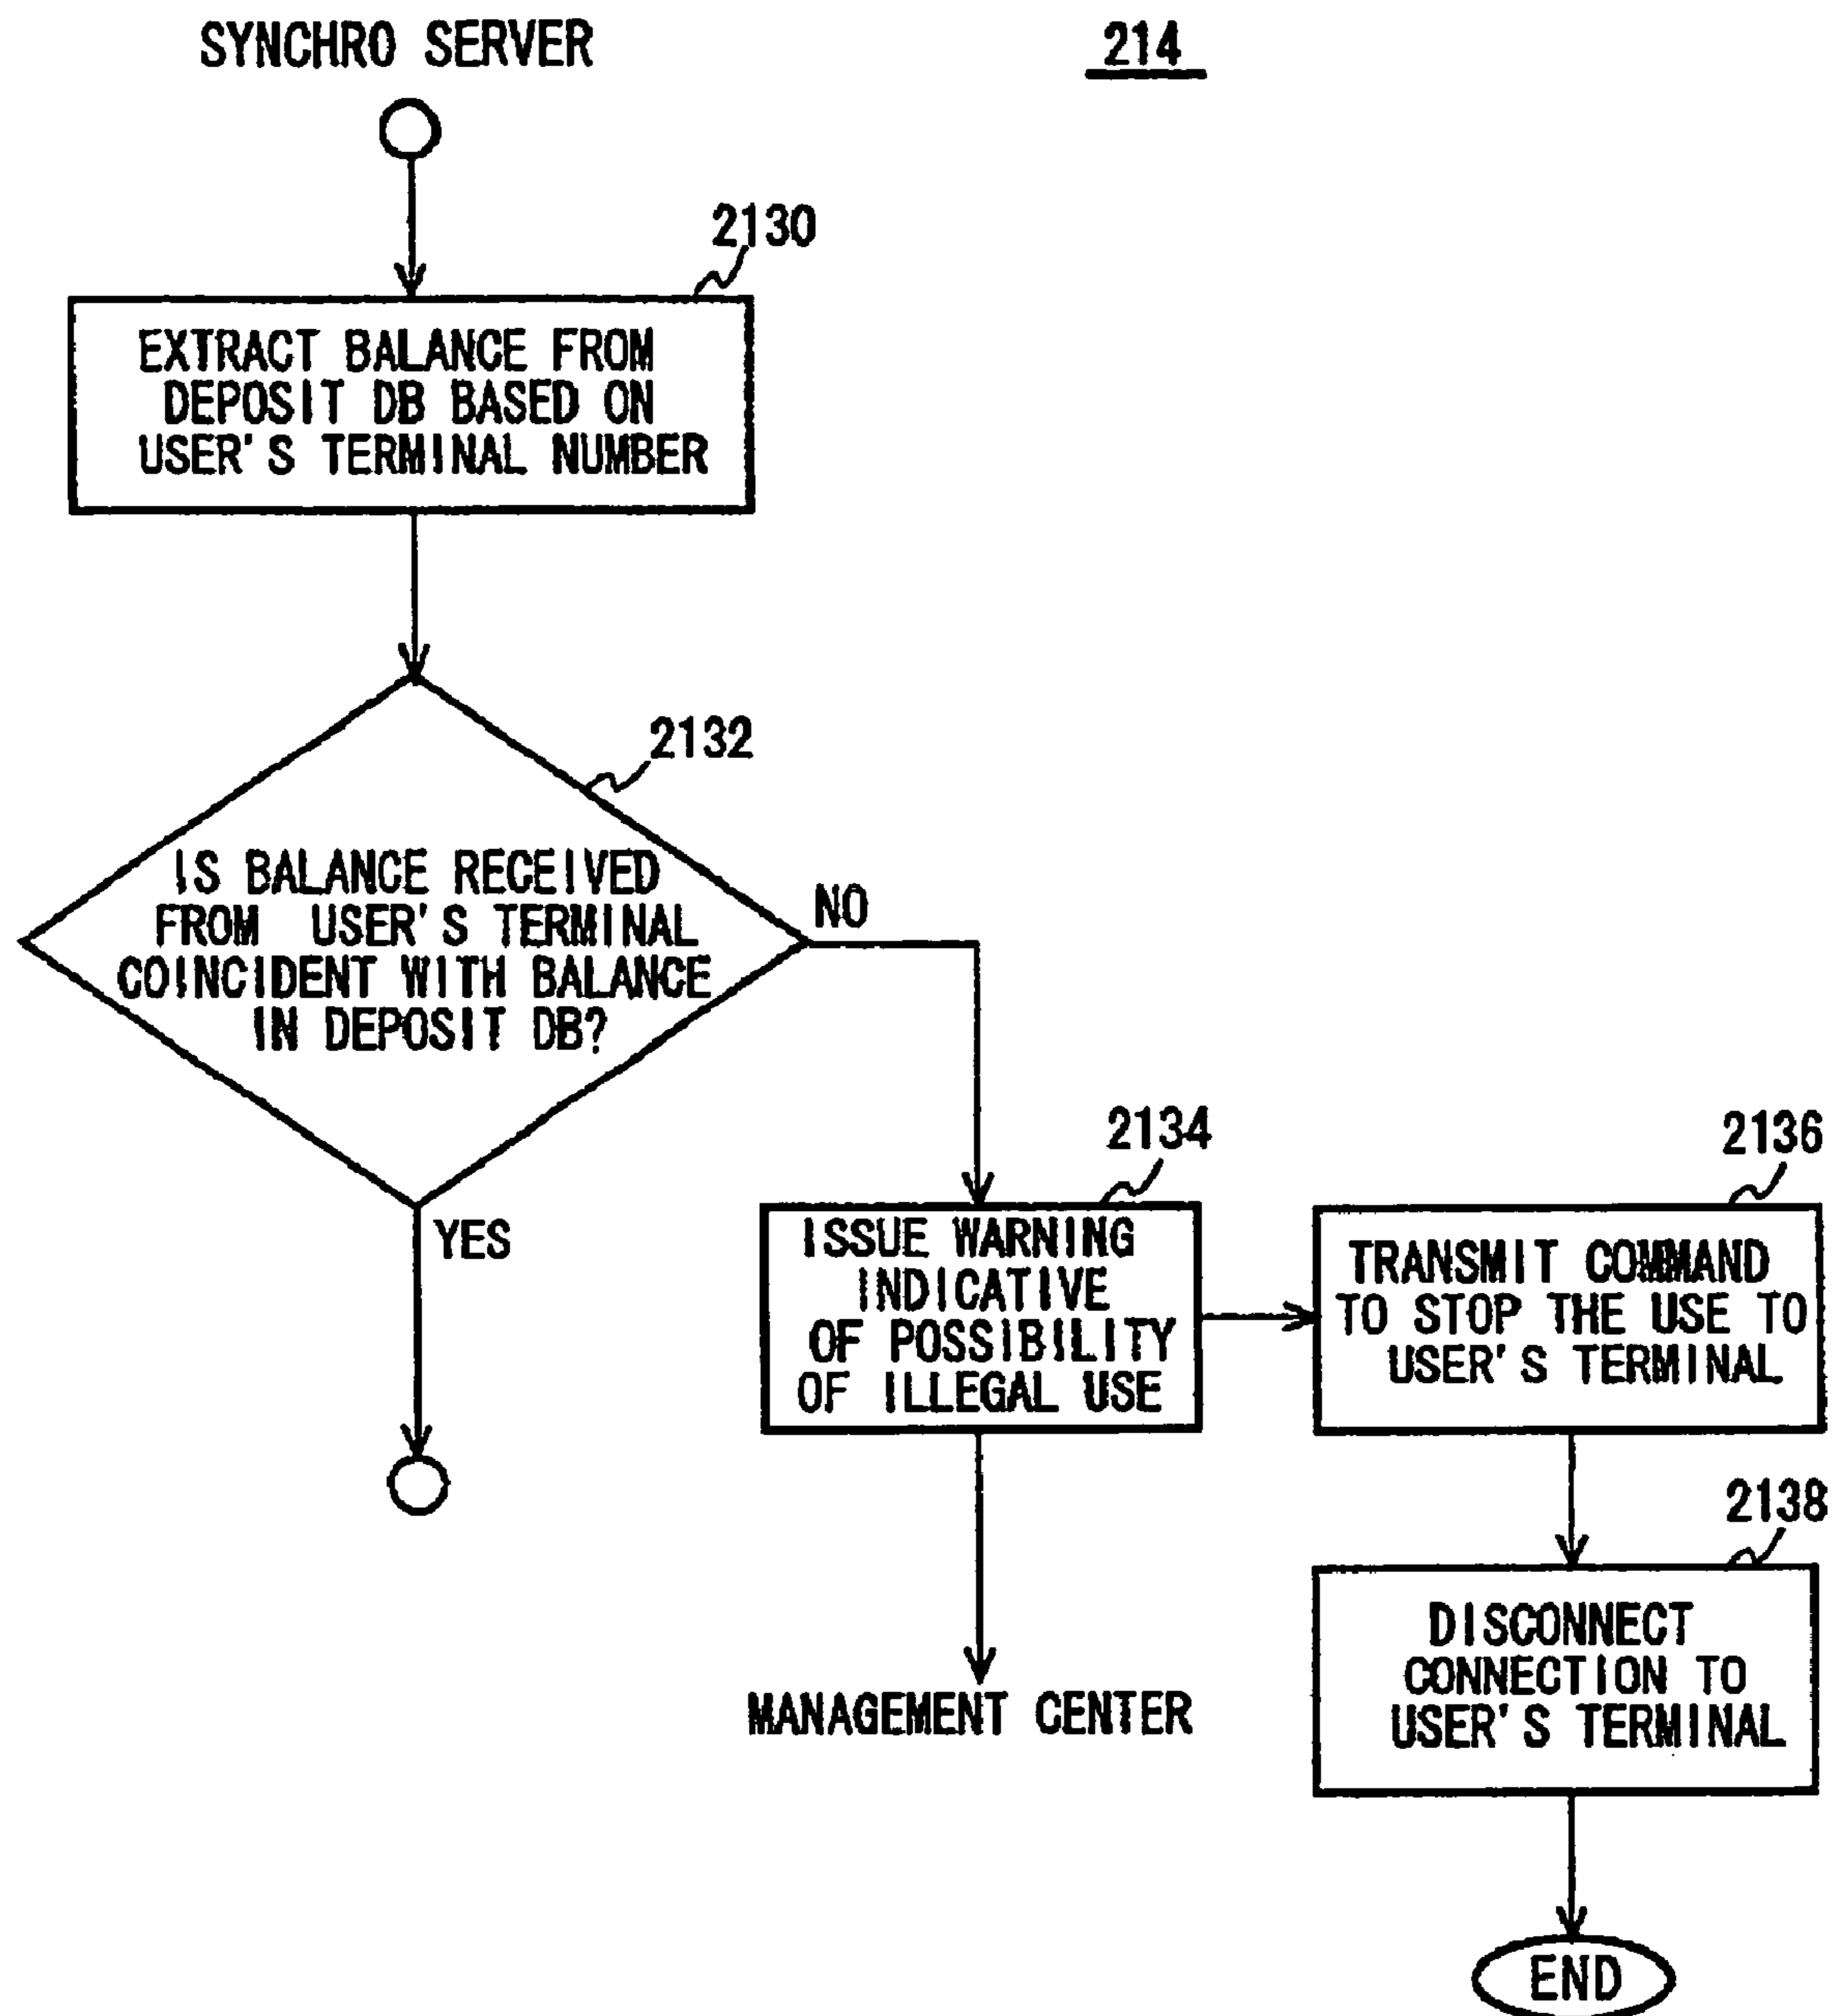 SYNCHRO SERVER
214
2130
EXTRACT BALANCE FROM
DEPOSIT DB BASED ON
USER'S TERMINAL NUMBER
2132
IS BALANCE RECEIVED
FROM USER'S TERMINAL
COINCIDENT WITH BALANCE
IN DEPOSIT DB?
NO
YES
2134
ISSUE WARNING
INDICATIVE
OF POSSIBILITY
OF ILLEGAL USE
MANAGEMENT CENTER
2136
TRANSMIT COMMAND
TO STOP THE USE TO
USER'S TERMINAL
2138
DISCONNECT
CONNECTION TO
USER'S TERMINAL
END